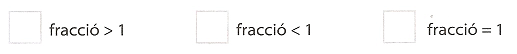 fracció > 1 fracció < 1 fracció = 1